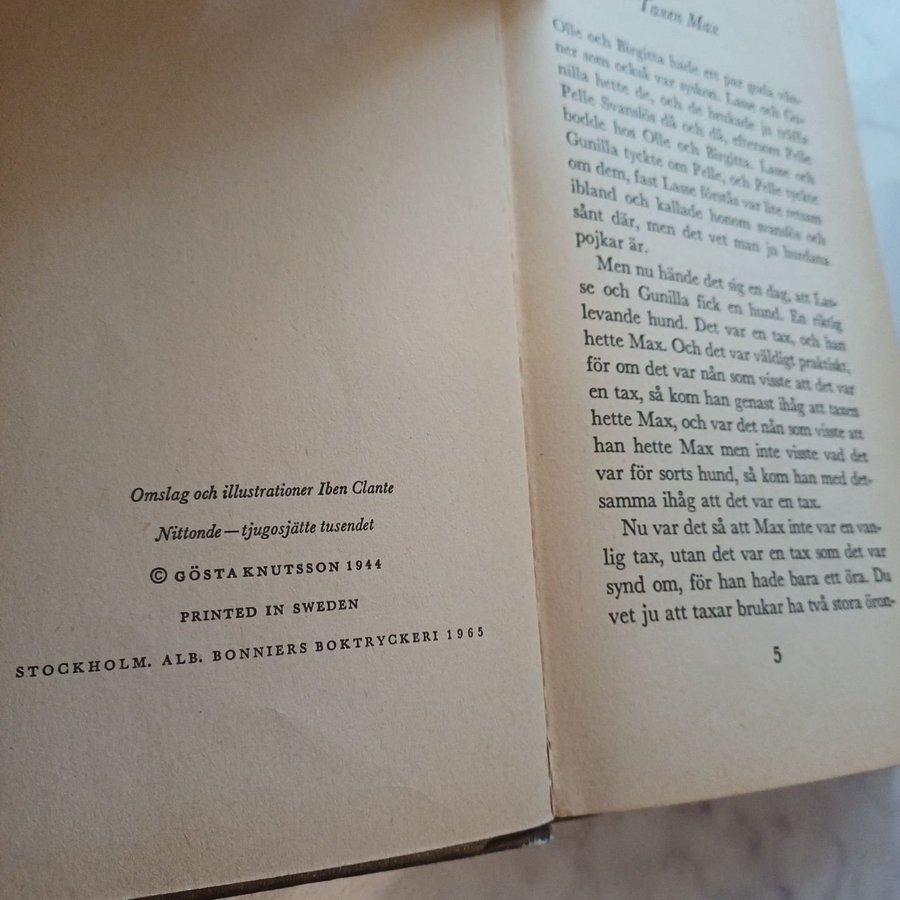 Omslag och illustrationer Iben Clante
Nittonde—tjugosjätte tusendet
© GÖSTA KNUTSSON 1944
PRINTED IN SWEDEN
STOCKHOLM. ALB. BONNIERS BOKTRYCKERI 1965
Taxen Max
Olle och Birgitta hade ett par goda vän-
ner som också var syskon. Lasse och Gu-
nilla hette de, och de brukade ju träffa
Pelle Svanslös då och då, eftersom Pelle
bodde hos Olle och Birgitta. Lasse och
Gunilla tyckte om Pelle, och Pelle tyckte
om dem, fast Lasse förstås var lite retsam
ibland och kallade honom svanslös och
sånt där, men det vet man ju hurdana
pojkar är.
Men nu hände det sig en dag, att Las-
se och Gunilla fick en hund. En riktig
levande hund. Det var en tax, och han
hette Max. Och det var väldigt praktiskt,
för om det var nån som visste att det var
en tax, så kom han genast ihåg att taxen
hette Max, och var det nån som visste att
han hette Max men inte visste vad det
var för sorts hund, så kom han med det-
samma ihåg att det var en tax.
Nu var det så att Max inte var en van-
lig tax, utan det var en tax som det var
synd om, för han hade bara ett öra. Du
vet ju att taxar brukar ha två stora öron-
5